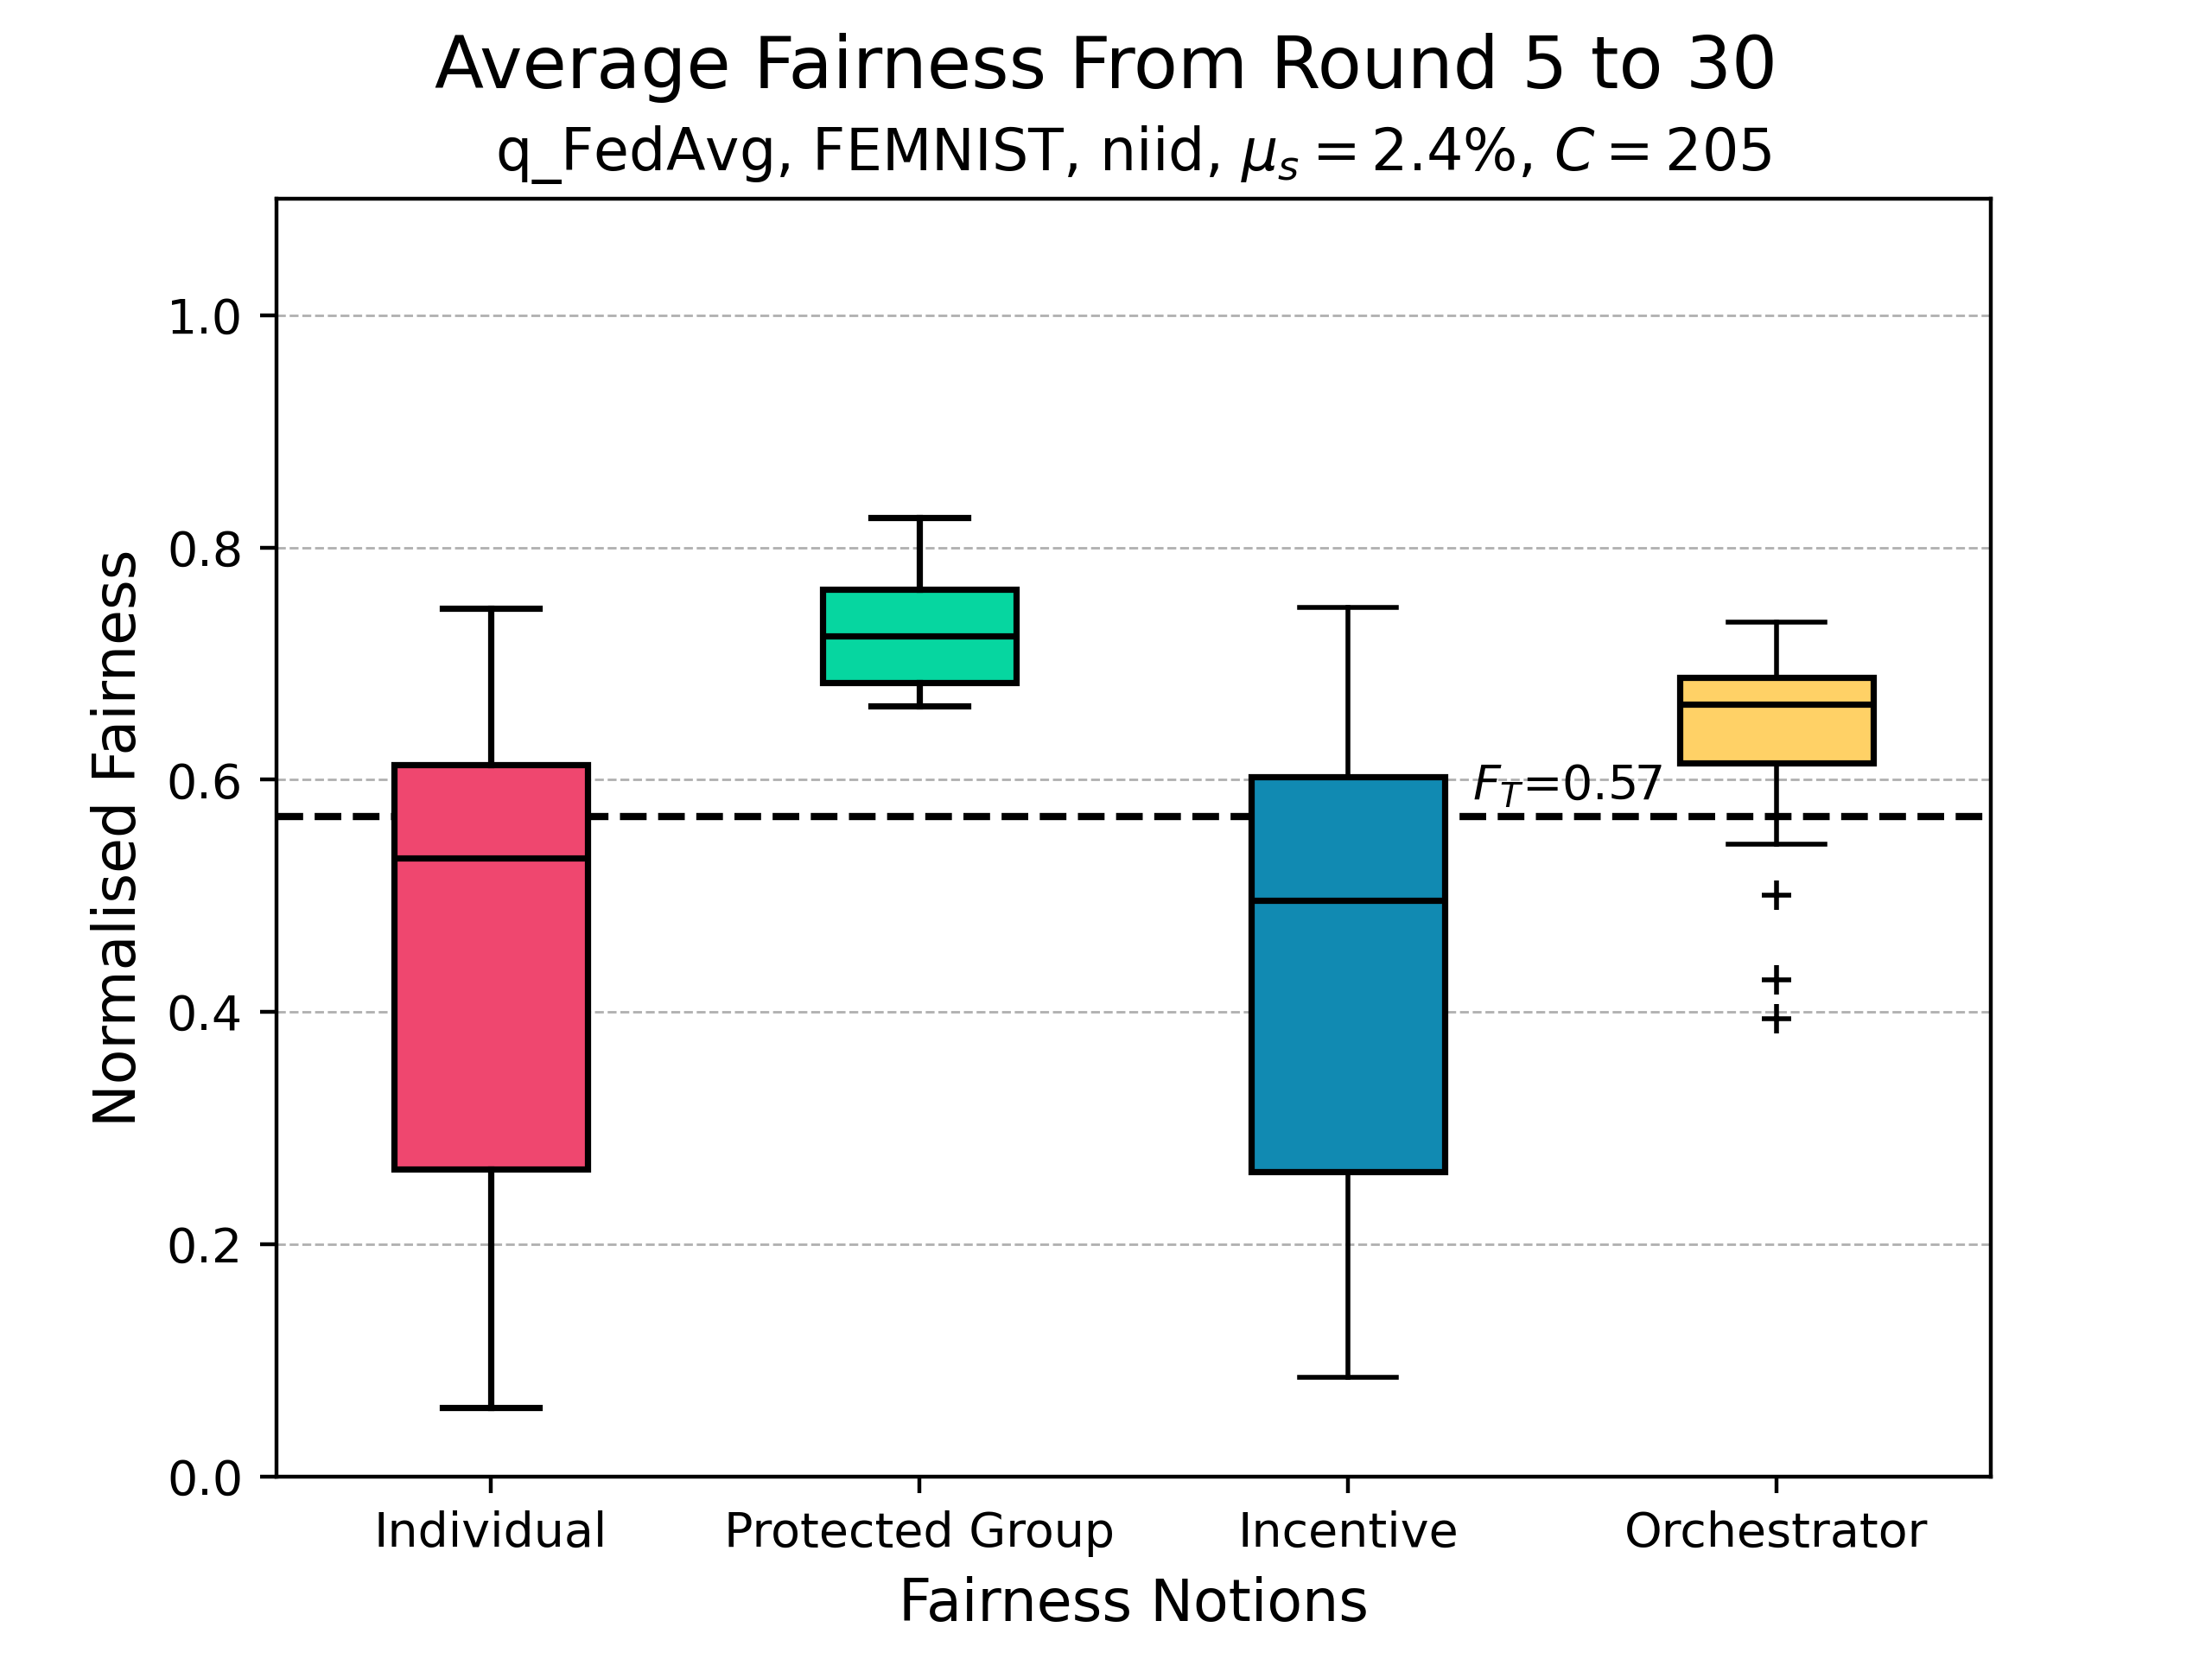 Average Fairness From Round 5 to 30
q_FedAvg, FEMNIST, niid, μₛ = 2.4%, C = 205
Normalised Fairness
1.0
0.8
0.6
0.4
0.2
0.0
F_T=0.57
Individual Protected Group Incentive Orchestrator
Fairness Notions